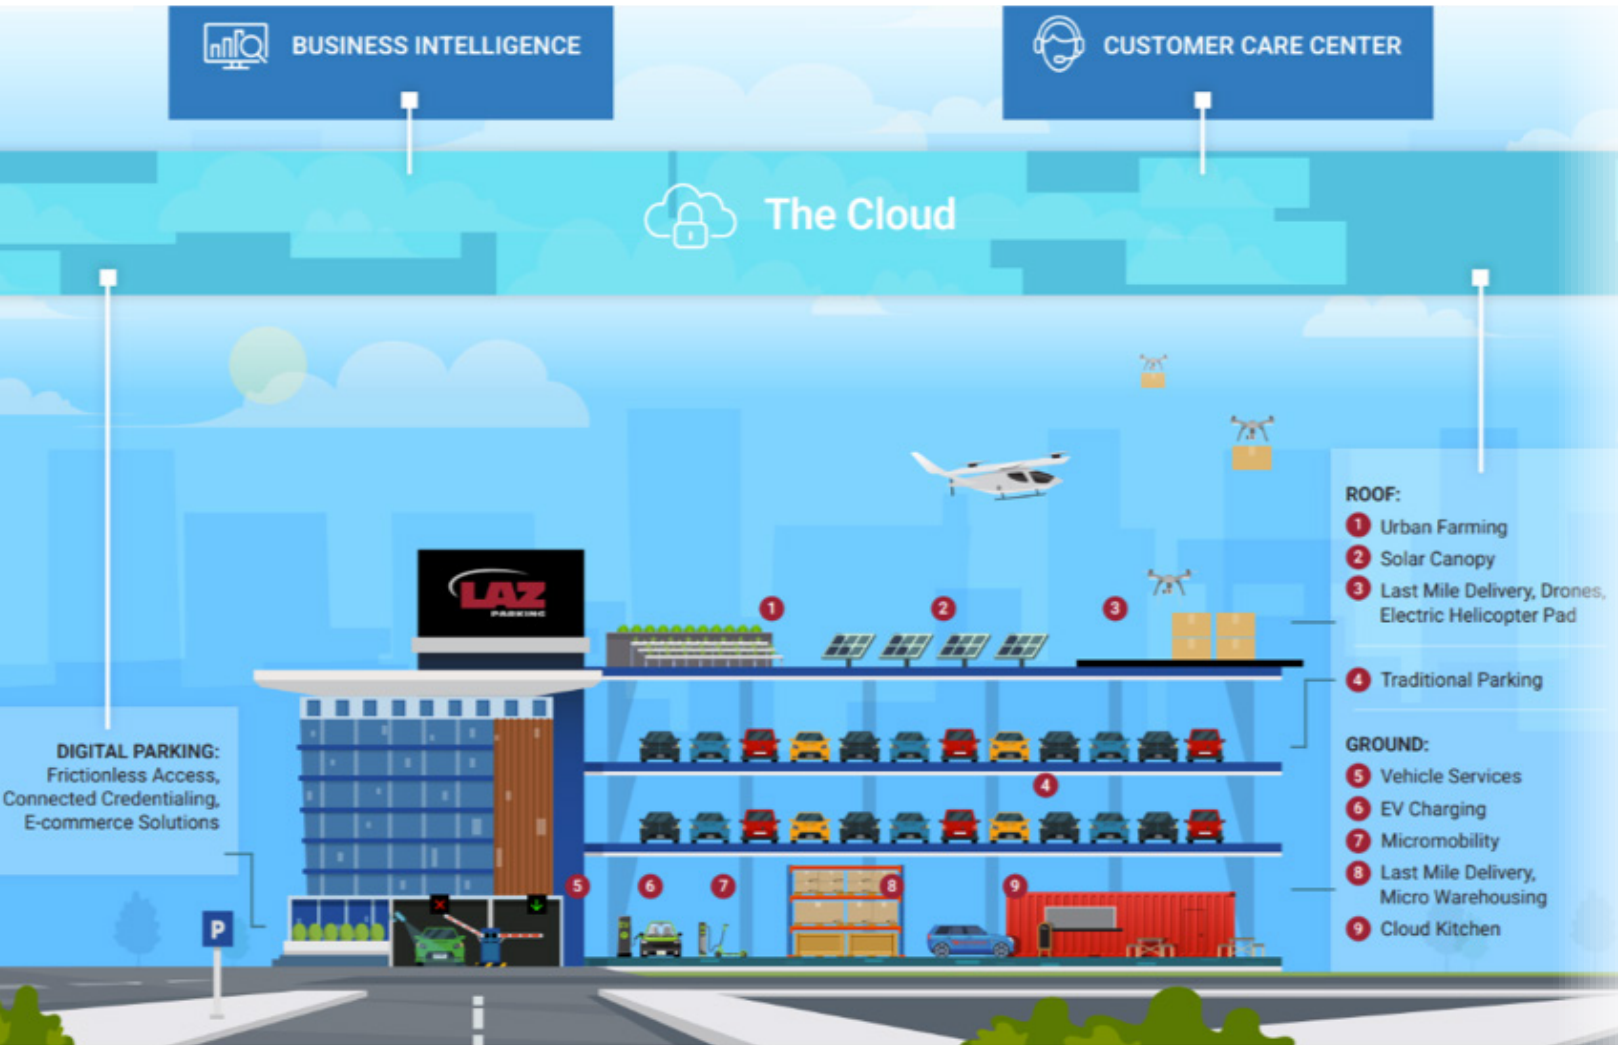 BUSINESS INTELLIGENCE
CUSTOMER CARE CENTER
The Cloud
LAZ
PARKING
1
2
3
4
5
6
7
8
9
P
DIGITAL PARKING:
Frictionless Access,
Connected Credentialing,
E-commerce Solutions
ROOF:
1 Urban Farming
2 Solar Canopy
3 Last Mile Delivery, Drones,
Electric Helicopter Pad
4 Traditional Parking
GROUND:
5 Vehicle Services
6 EV Charging
7 Micromobility
8 Last Mile Delivery,
Micro Warehousing
9 Cloud Kitchen